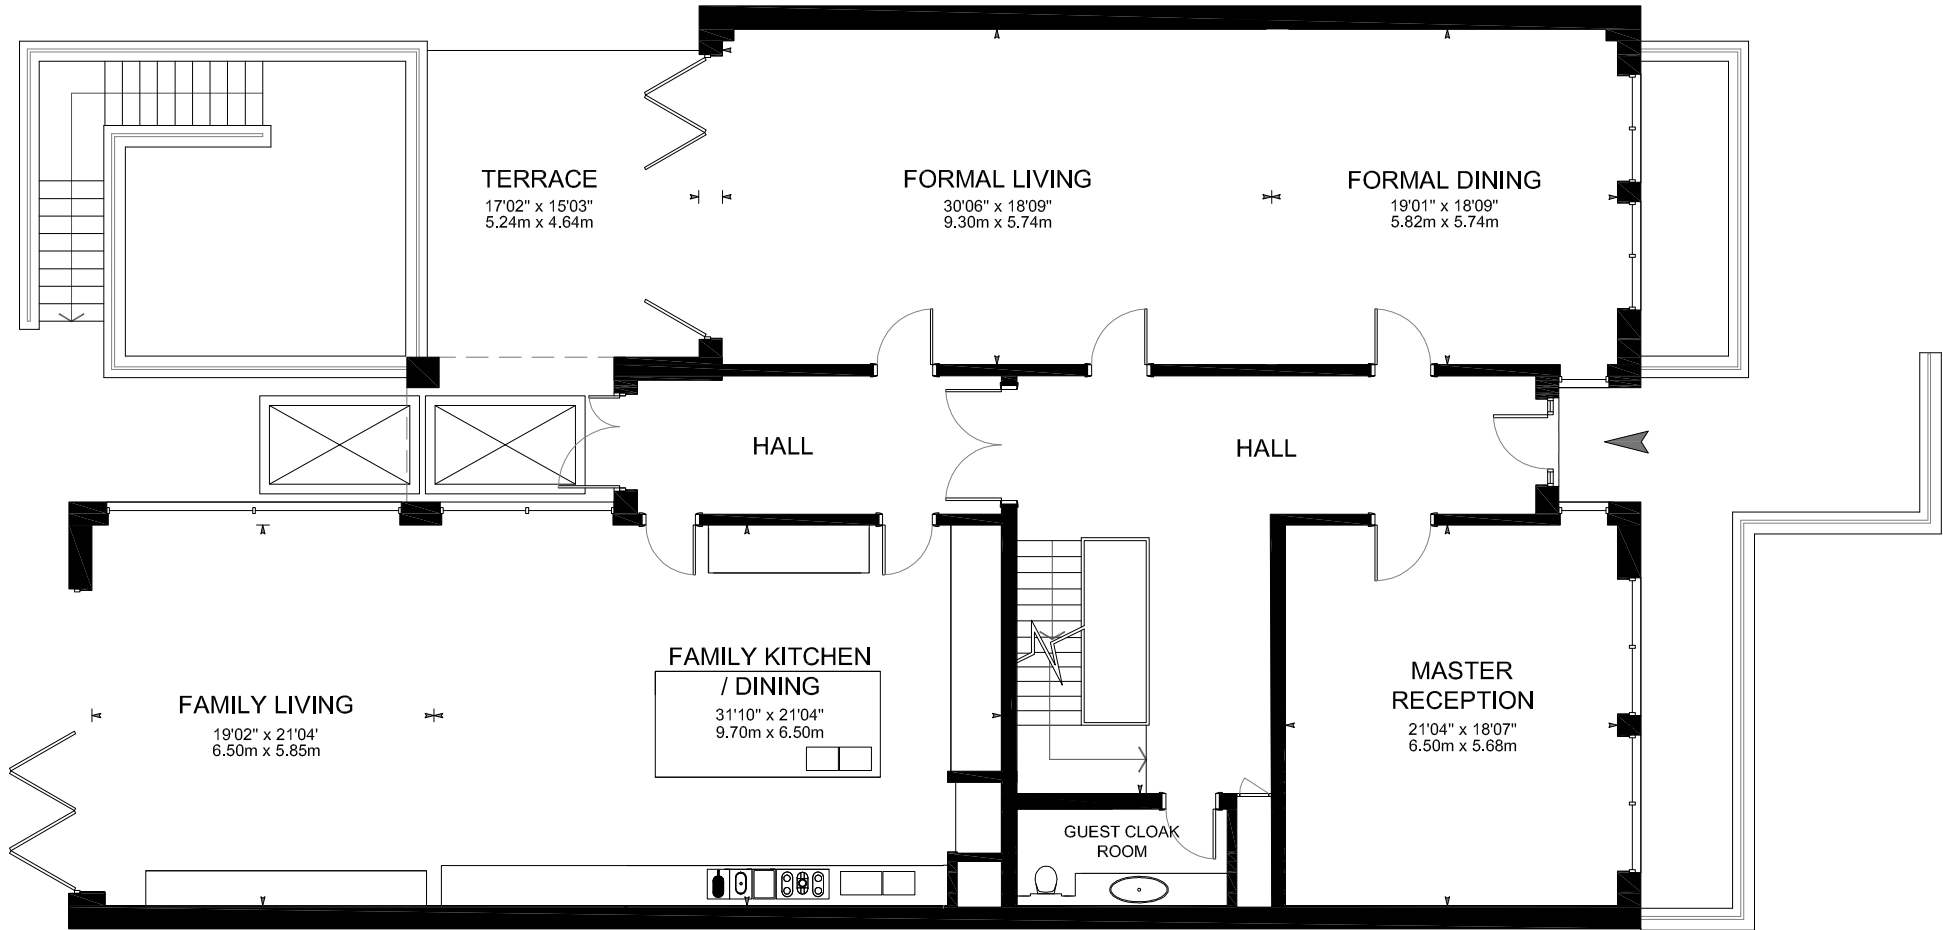 TERRACE
17'02" x 15'03"
5.24m x 4.64m
FORMAL LIVING
30'06" x 18'09"
9.30m x 5.74m
FORMAL DINING
19'01" x 18'09"
5.82m x 5.74m
HALL
HALL
FAMILY LIVING
19'02" x 21'04'
6.50m x 5.85m
FAMILY KITCHEN
/ DINING
31'10" x 21'04"
9.70m x 6.50m
MASTER
RECEPTION
21'04" x 18'07"
6.50m x 5.68m
GUEST CLOAK
ROOM